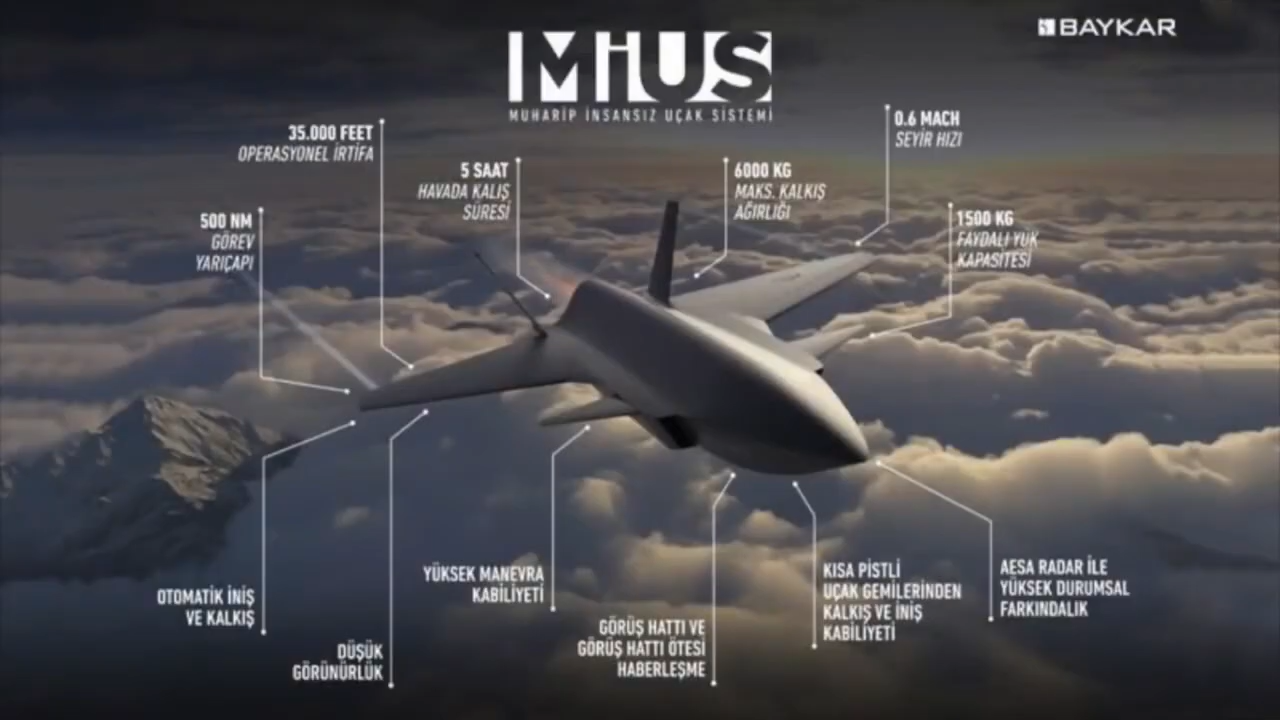 BAYKAR
MİUS
MUHARİP İNSANSIZ UÇAK SİSTEMİ
35.000 FEET
OPERASYONEL İRTİFA
5 SAAT
HAVADA KALIŞ
SÜRESİ
6000 KG
MAKS. KALKIŞ
AĞIRLIĞI
0.6 MACH
SEYİR HIZI
500 NM
GÖREV
YARIÇAPI
1500 KG
FAYDALI YÜK
KAPASİTESİ
OTOMATİK İNİŞ
VE KALKIŞ
DÜŞÜK
GÖRÜNÜRLÜK
YÜKSEK MANEVRA
KABİLİYETİ
GÖRÜŞ HATTI VE
GÖRÜŞ HATTI ÖTESİ
HABERLEŞME
KISA PİSTLİ
UÇAK GEMİLERİNDEN
KALKIŞ VE İNİŞ
KABİLİYETİ
AESA RADAR İLE
YÜKSEK DURUMSAL
FARKINDALIK